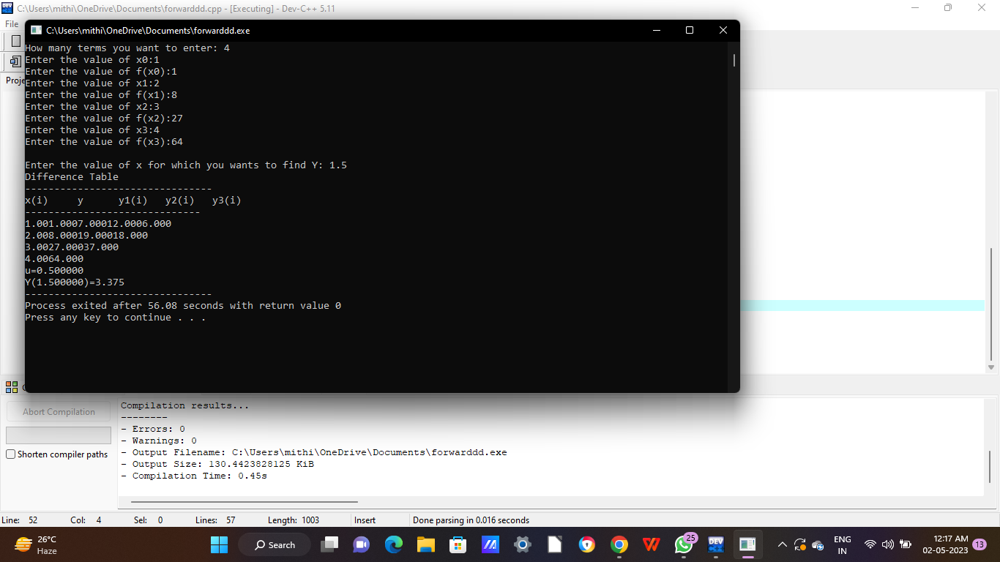 C:\Users\mithi\OneDrive\Documents\forwarddd.cpp - [Executing] - Dev-C++ 5.11
File
C:\Users\mithi\OneDrive\Documents\forwarddd.exe
How many terms you want to enter: 4
Enter the value of x0:1
Enter the value of f(x0):1
Enter the value of x1:2
Enter the value of f(x1):8
Enter the value of x2:3
Enter the value of f(x2):27
Enter the value of x3:4
Enter the value of f(x3):64
Enter the value of x for which you wants to find Y: 1.5
Difference Table
--------------------------------
x(i)     y      y1(i)   y2(i)   y3(i)
------------------------------
1.001.0007.00012.0006.000
2.008.00019.00018.000
3.0027.00037.000
4.0064.000
u=0.500000
Y(1.500000)=3.375
--------------------------------
Process exited after 56.08 seconds with return value 0
Press any key to continue . . .
Proje
Abort Compilation
Shorten compiler paths
Compilation results...
--------
- Errors: 0
- Warnings: 0
- Output Filename: C:\Users\mithi\OneDrive\Documents\forwarddd.exe
- Output Size: 130.4423828125 KiB
- Compilation Time: 0.45s
Line: 52 Col: 4 Sel: 0 Lines: 57 Length: 1003 Insert Done parsing in 0.016 seconds
26°C
Haze
Search
DEV
25
ENG
IN
12:17 AM
02-05-2023
13